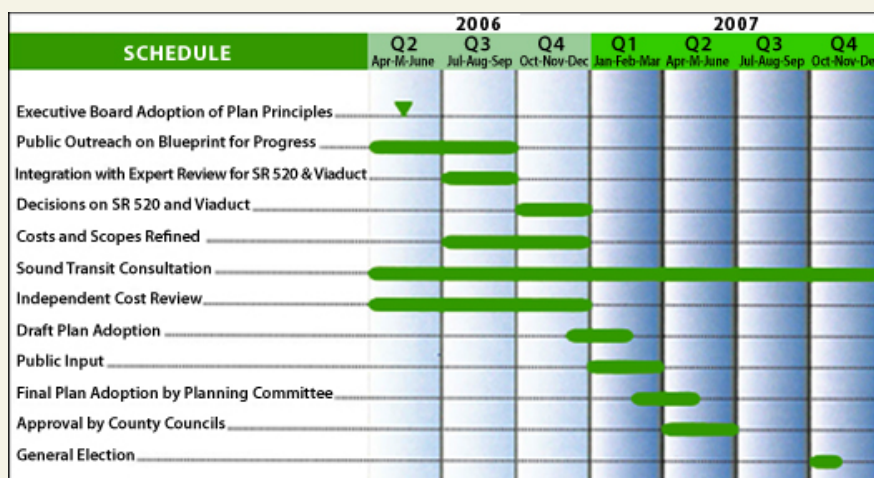 2006 2007
SCHEDULE Q2 Q3 Q4 Q1 Q2 Q3 Q4
Apr-M-June Jul-Aug-Sep Oct-Nov-Dec Jan-Feb-Mar Apr-M-June Jul-Aug-Sep Oct-Nov-De
Executive Board Adoption of Plan Principles
Public Outreach on Blueprint for Progress
Integration with Expert Review for SR 520 & Viaduct
Decisions on SR 520 and Viaduct
Costs and Scopes Refined
Sound Transit Consultation
Independent Cost Review
Draft Plan Adoption
Public Input
Final Plan Adoption by Planning Committee
Approval by County Councils
General Election